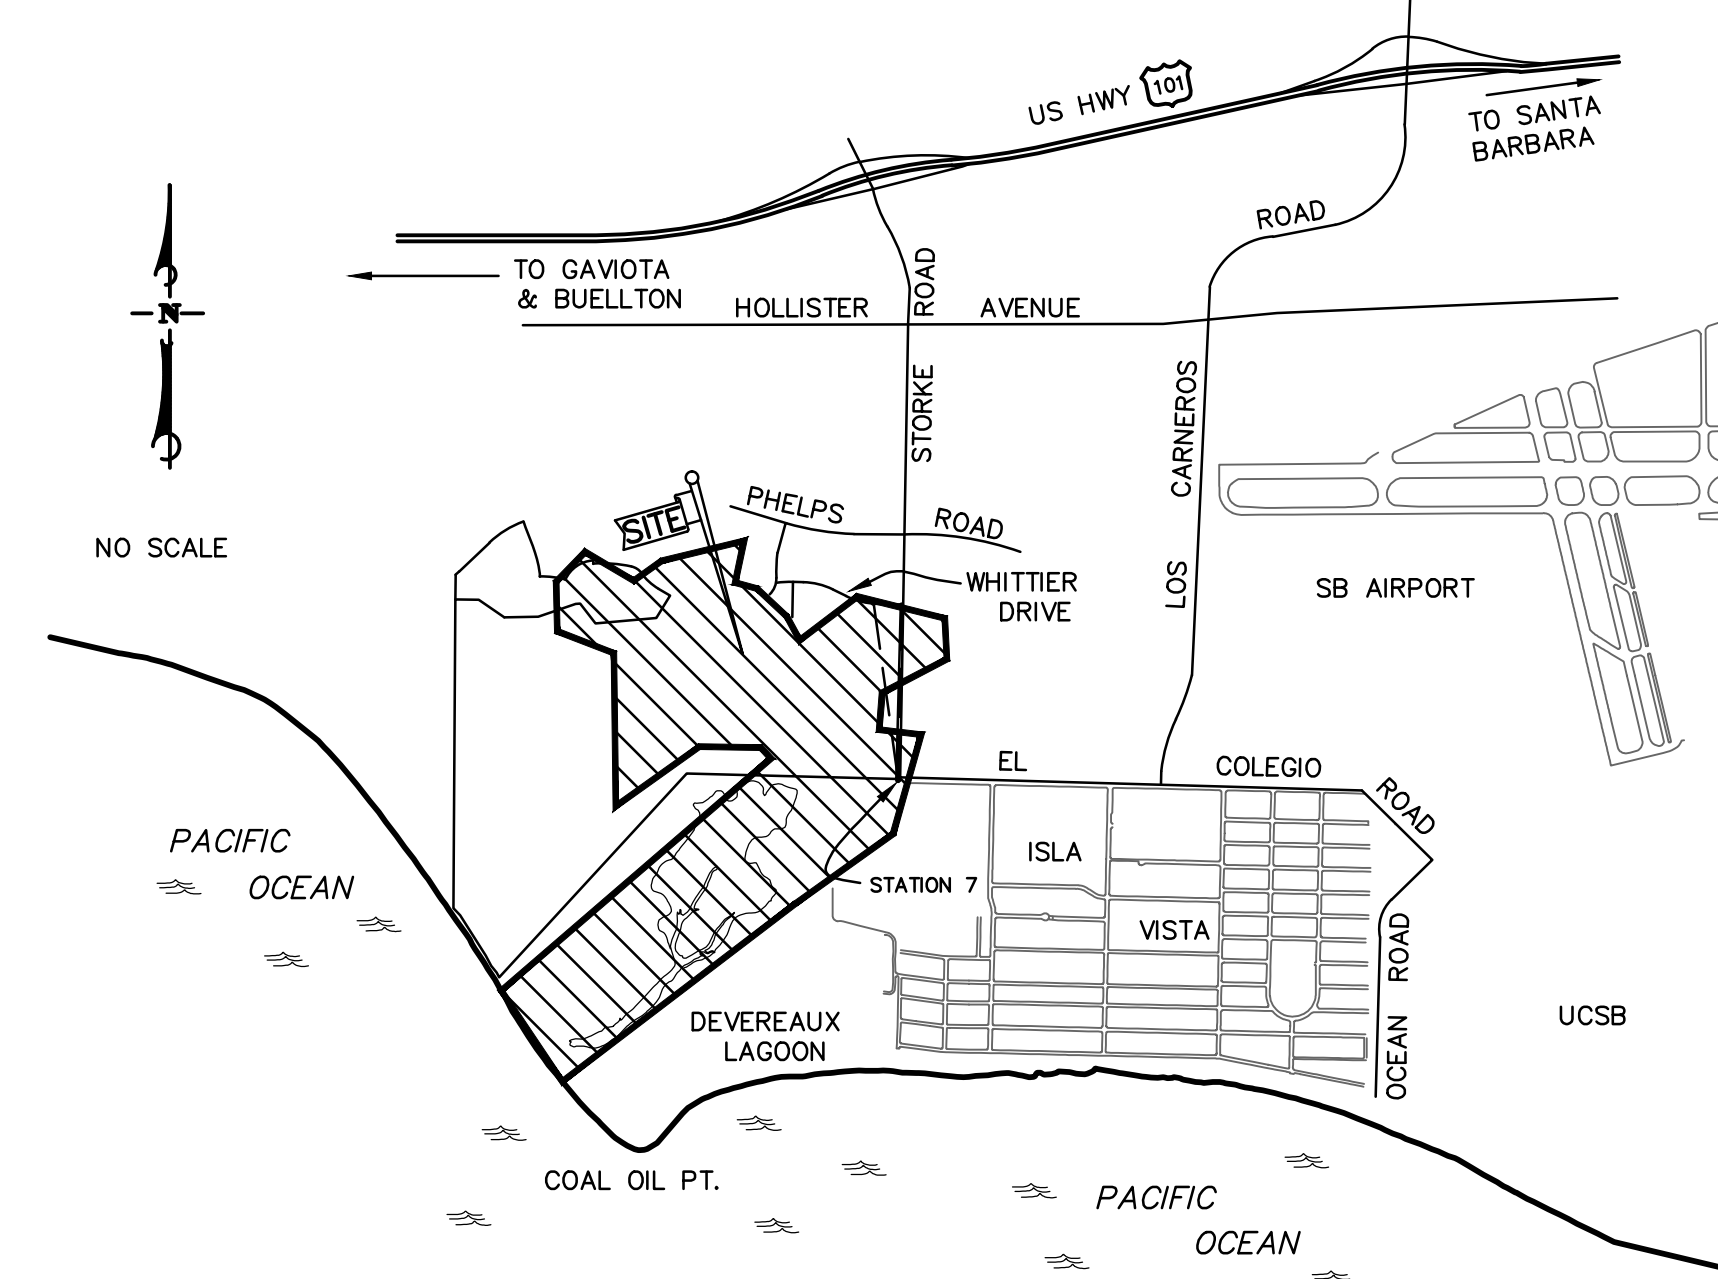 US HWY 101
TO SANTA
BARBARA
ROAD
TO GAVIOTA
& BUELLTON
HOLLISTER AVENUE
STORKE ROAD
LOS CARNEROS
N
NO SCALE
SITE
PHELPS ROAD
WHITTIER
DRIVE
SB AIRPORT
EL COLEGIO ROAD
PACIFIC
OCEAN
ISLA
VISTA
STATION 7
OCEAN ROAD
UCSB
DEVEREAUX
LAGOON
COAL OIL PT.
PACIFIC
OCEAN